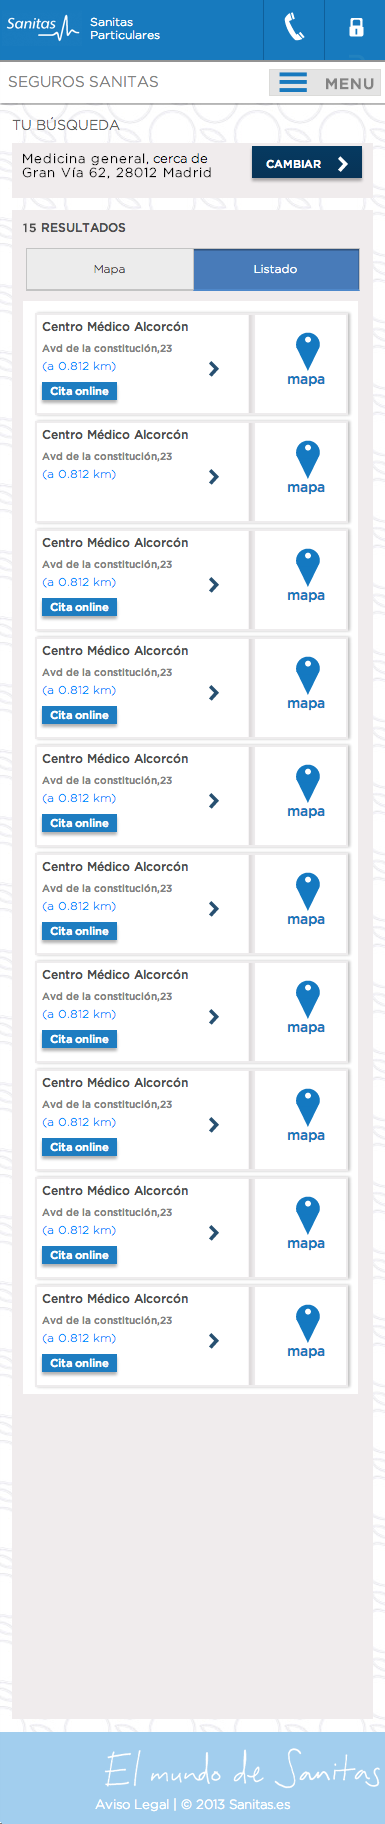 Sanitas
Sanitas
Particulares
SEGUROS SANITAS
MENU
TU BÚSQUEDA
Medicina general, cerca de
Gran Vía 62, 28012 Madrid
CAMBIAR
15 RESULTADOS
Mapa
Listado
Centro Médico Alcorcón
Avd de la constitución,23
(a 0.812 km)
Cita online
mapa
Centro Médico Alcorcón
Avd de la constitución,23
(a 0.812 km)
mapa
Centro Médico Alcorcón
Avd de la constitución,23
(a 0.812 km)
Cita online
mapa
Centro Médico Alcorcón
Avd de la constitución,23
(a 0.812 km)
Cita online
mapa
Centro Médico Alcorcón
Avd de la constitución,23
(a 0.812 km)
Cita online
mapa
Centro Médico Alcorcón
Avd de la constitución,23
(a 0.812 km)
Cita online
mapa
Centro Médico Alcorcón
Avd de la constitución,23
(a 0.812 km)
Cita online
mapa
Centro Médico Alcorcón
Avd de la constitución,23
(a 0.812 km)
Cita online
mapa
Centro Médico Alcorcón
Avd de la constitución,23
(a 0.812 km)
Cita online
mapa
Centro Médico Alcorcón
Avd de la constitución,23
(a 0.812 km)
Cita online
mapa
El mundo de Sanitas
Aviso Legal | © 2013 Sanitas.es